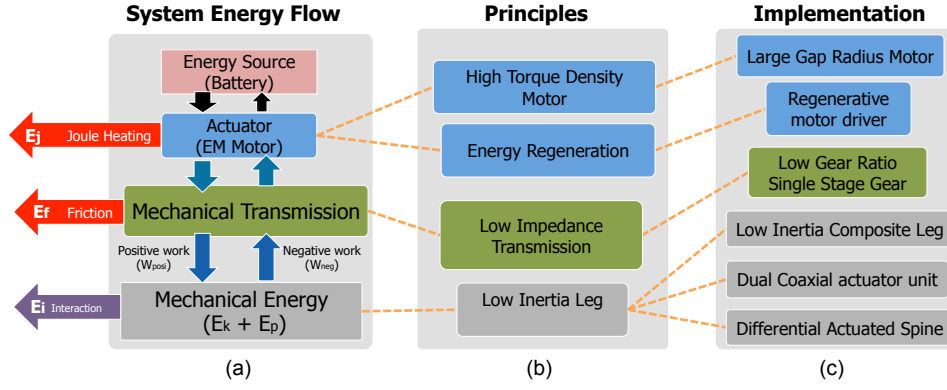 System Energy Flow
Principles
Implementation
Energy Source
(Battery)
Ej Joule Heating
Actuator
(EM Motor)
Ef Friction
Mechanical Transmission
Positive work
(Wposi)
Negative work
(Wneg)
Ei Interaction
Mechanical Energy
(Ek + Ep)
High Torque Density
Motor
Energy Regeneration
Low Impedance
Transmission
Low Inertia Leg
Large Gap Radius Motor
Regenerative
motor driver
Low Gear Ratio
Single Stage Gear
Low Inertia Composite Leg
Dual Coaxial actuator unit
Differential Actuated Spine
(a)
(b)
(c)